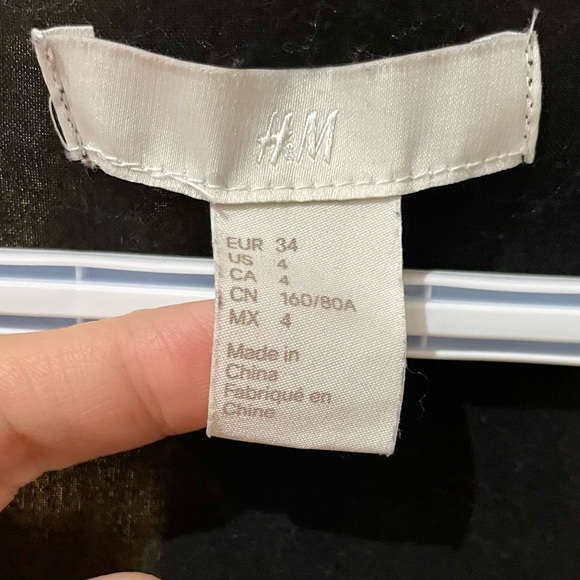 H&M
EUR 34
US 4
CA 4
CN 160/80A
MX 4
Made in
China
Fabriqué en
Chine